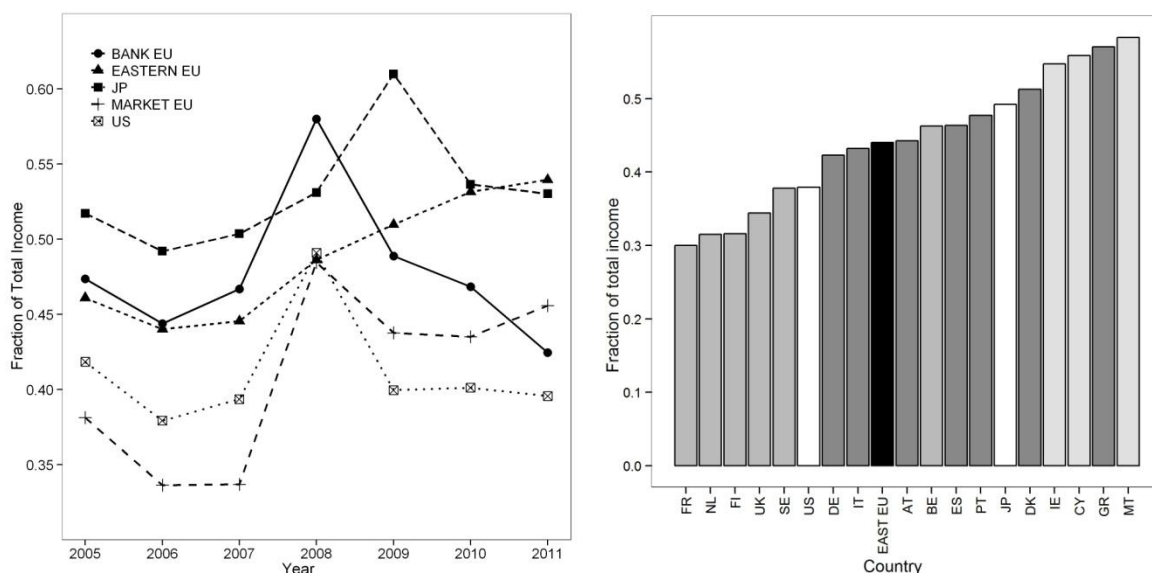 BANK EU
EASTERN EU
JP
MARKET EU
US
0.60
0.55
0.50
0.45
0.40
0.35
Fraction of Total Income
2005 2006 2007 2008 2009 2010 2011
Year
0.5
0.4
0.3
0.2
0.1
0.0
Fraction of total income
FR NL FI UK SE US DE IT EAST EU AT BE ES PT JP DK IE CY GR MT
Country